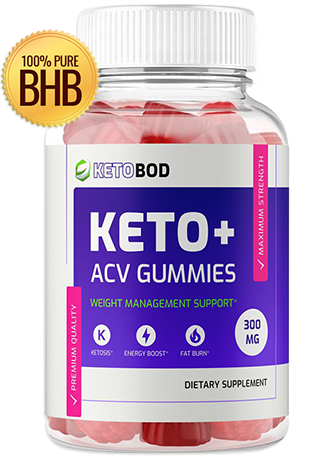 100% PURE
BHB
KETOBOD
KETO+
ACV GUMMIES
WEIGHT MANAGEMENT SUPPORT*
KETOSIS*
ENERGY BOOST*
FAT BURN*
K
300
MG
DIETARY SUPPLEMENT
✓ PREMIUM QUALITY
✓ MAXIMUM STRENGTH